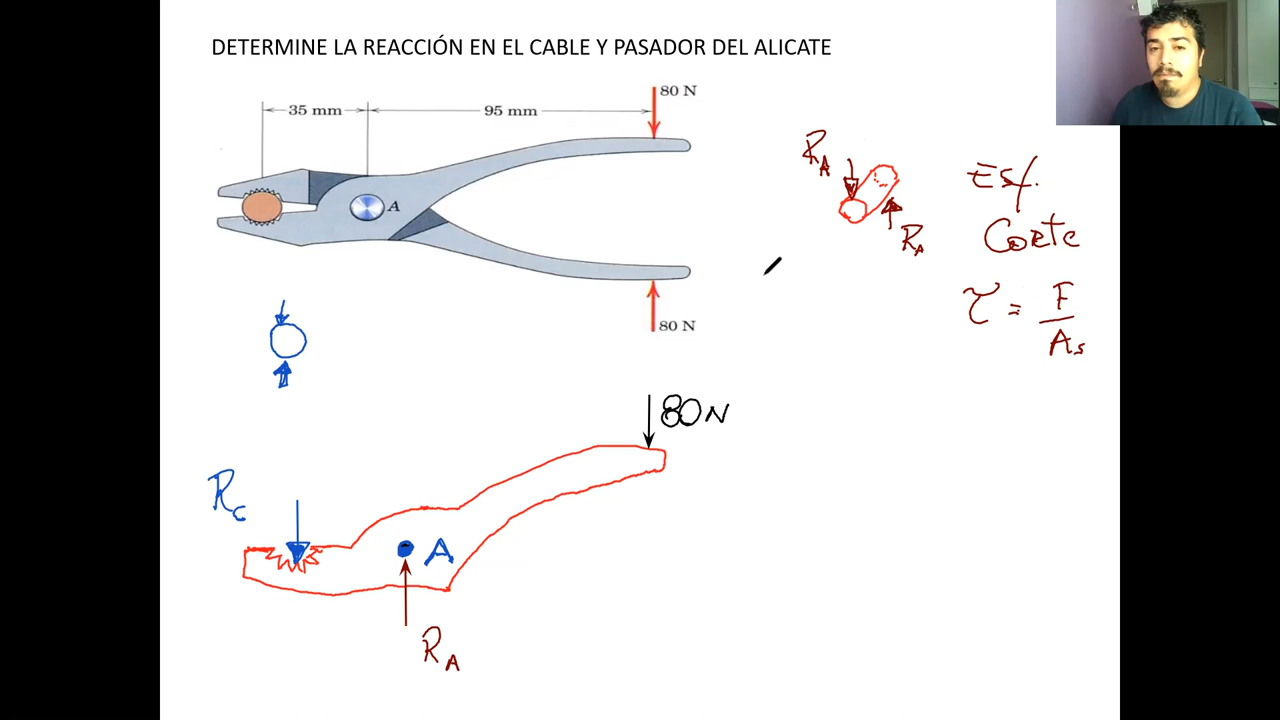 DETERMINE LA REACCIÓN EN EL CABLE Y PASADOR DEL ALICATE
80 N
35 mm
95 mm
A
80 N
R_A
R_A
Esf.
Corte
τ = F / A_s
80N
R_c
A
R_A